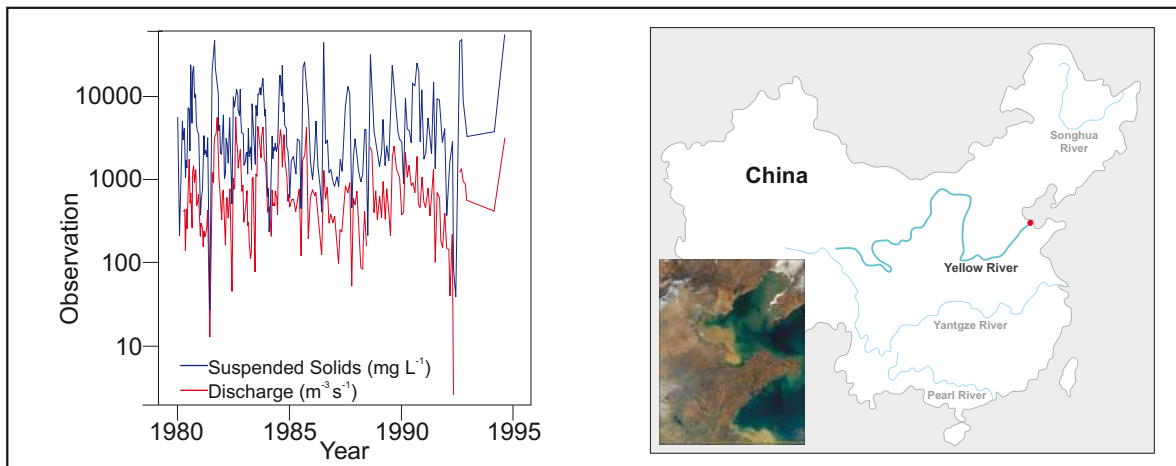 10000
1000
100
10
Observation
Suspended Solids (mg L⁻¹)
Discharge (m⁻³ s⁻¹)
1980 1985 1990 1995
Year
China
Songhua
River
Yellow River
Yantgze River
Pearl River